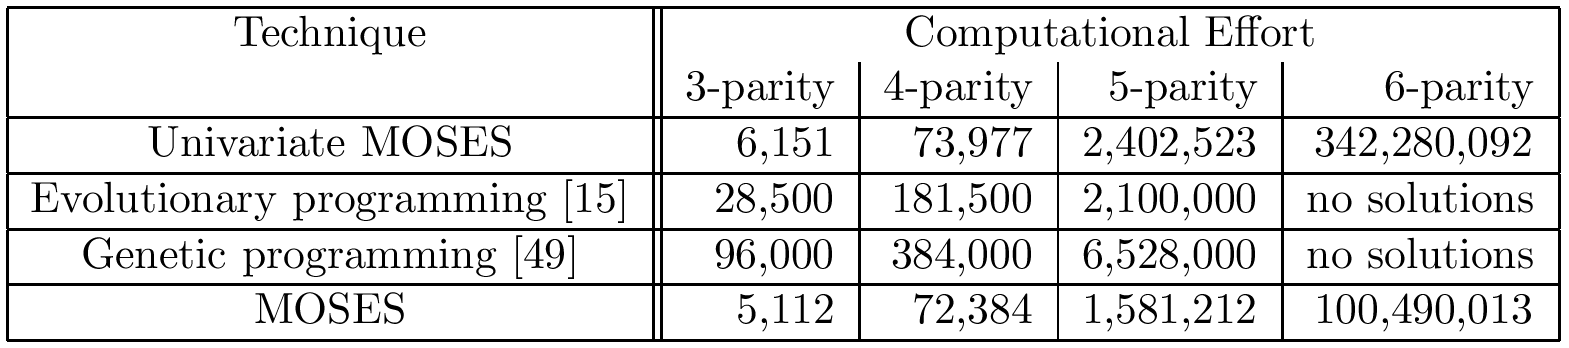 Technique Computational Effort
3-parity 4-parity 5-parity 6-parity
Univariate MOSES 6,151 73,977 2,402,523 342,280,092
Evolutionary programming [15] 28,500 181,500 2,100,000 no solutions
Genetic programming [49] 96,000 384,000 6,528,000 no solutions
MOSES 5,112 72,384 1,581,212 100,490,013